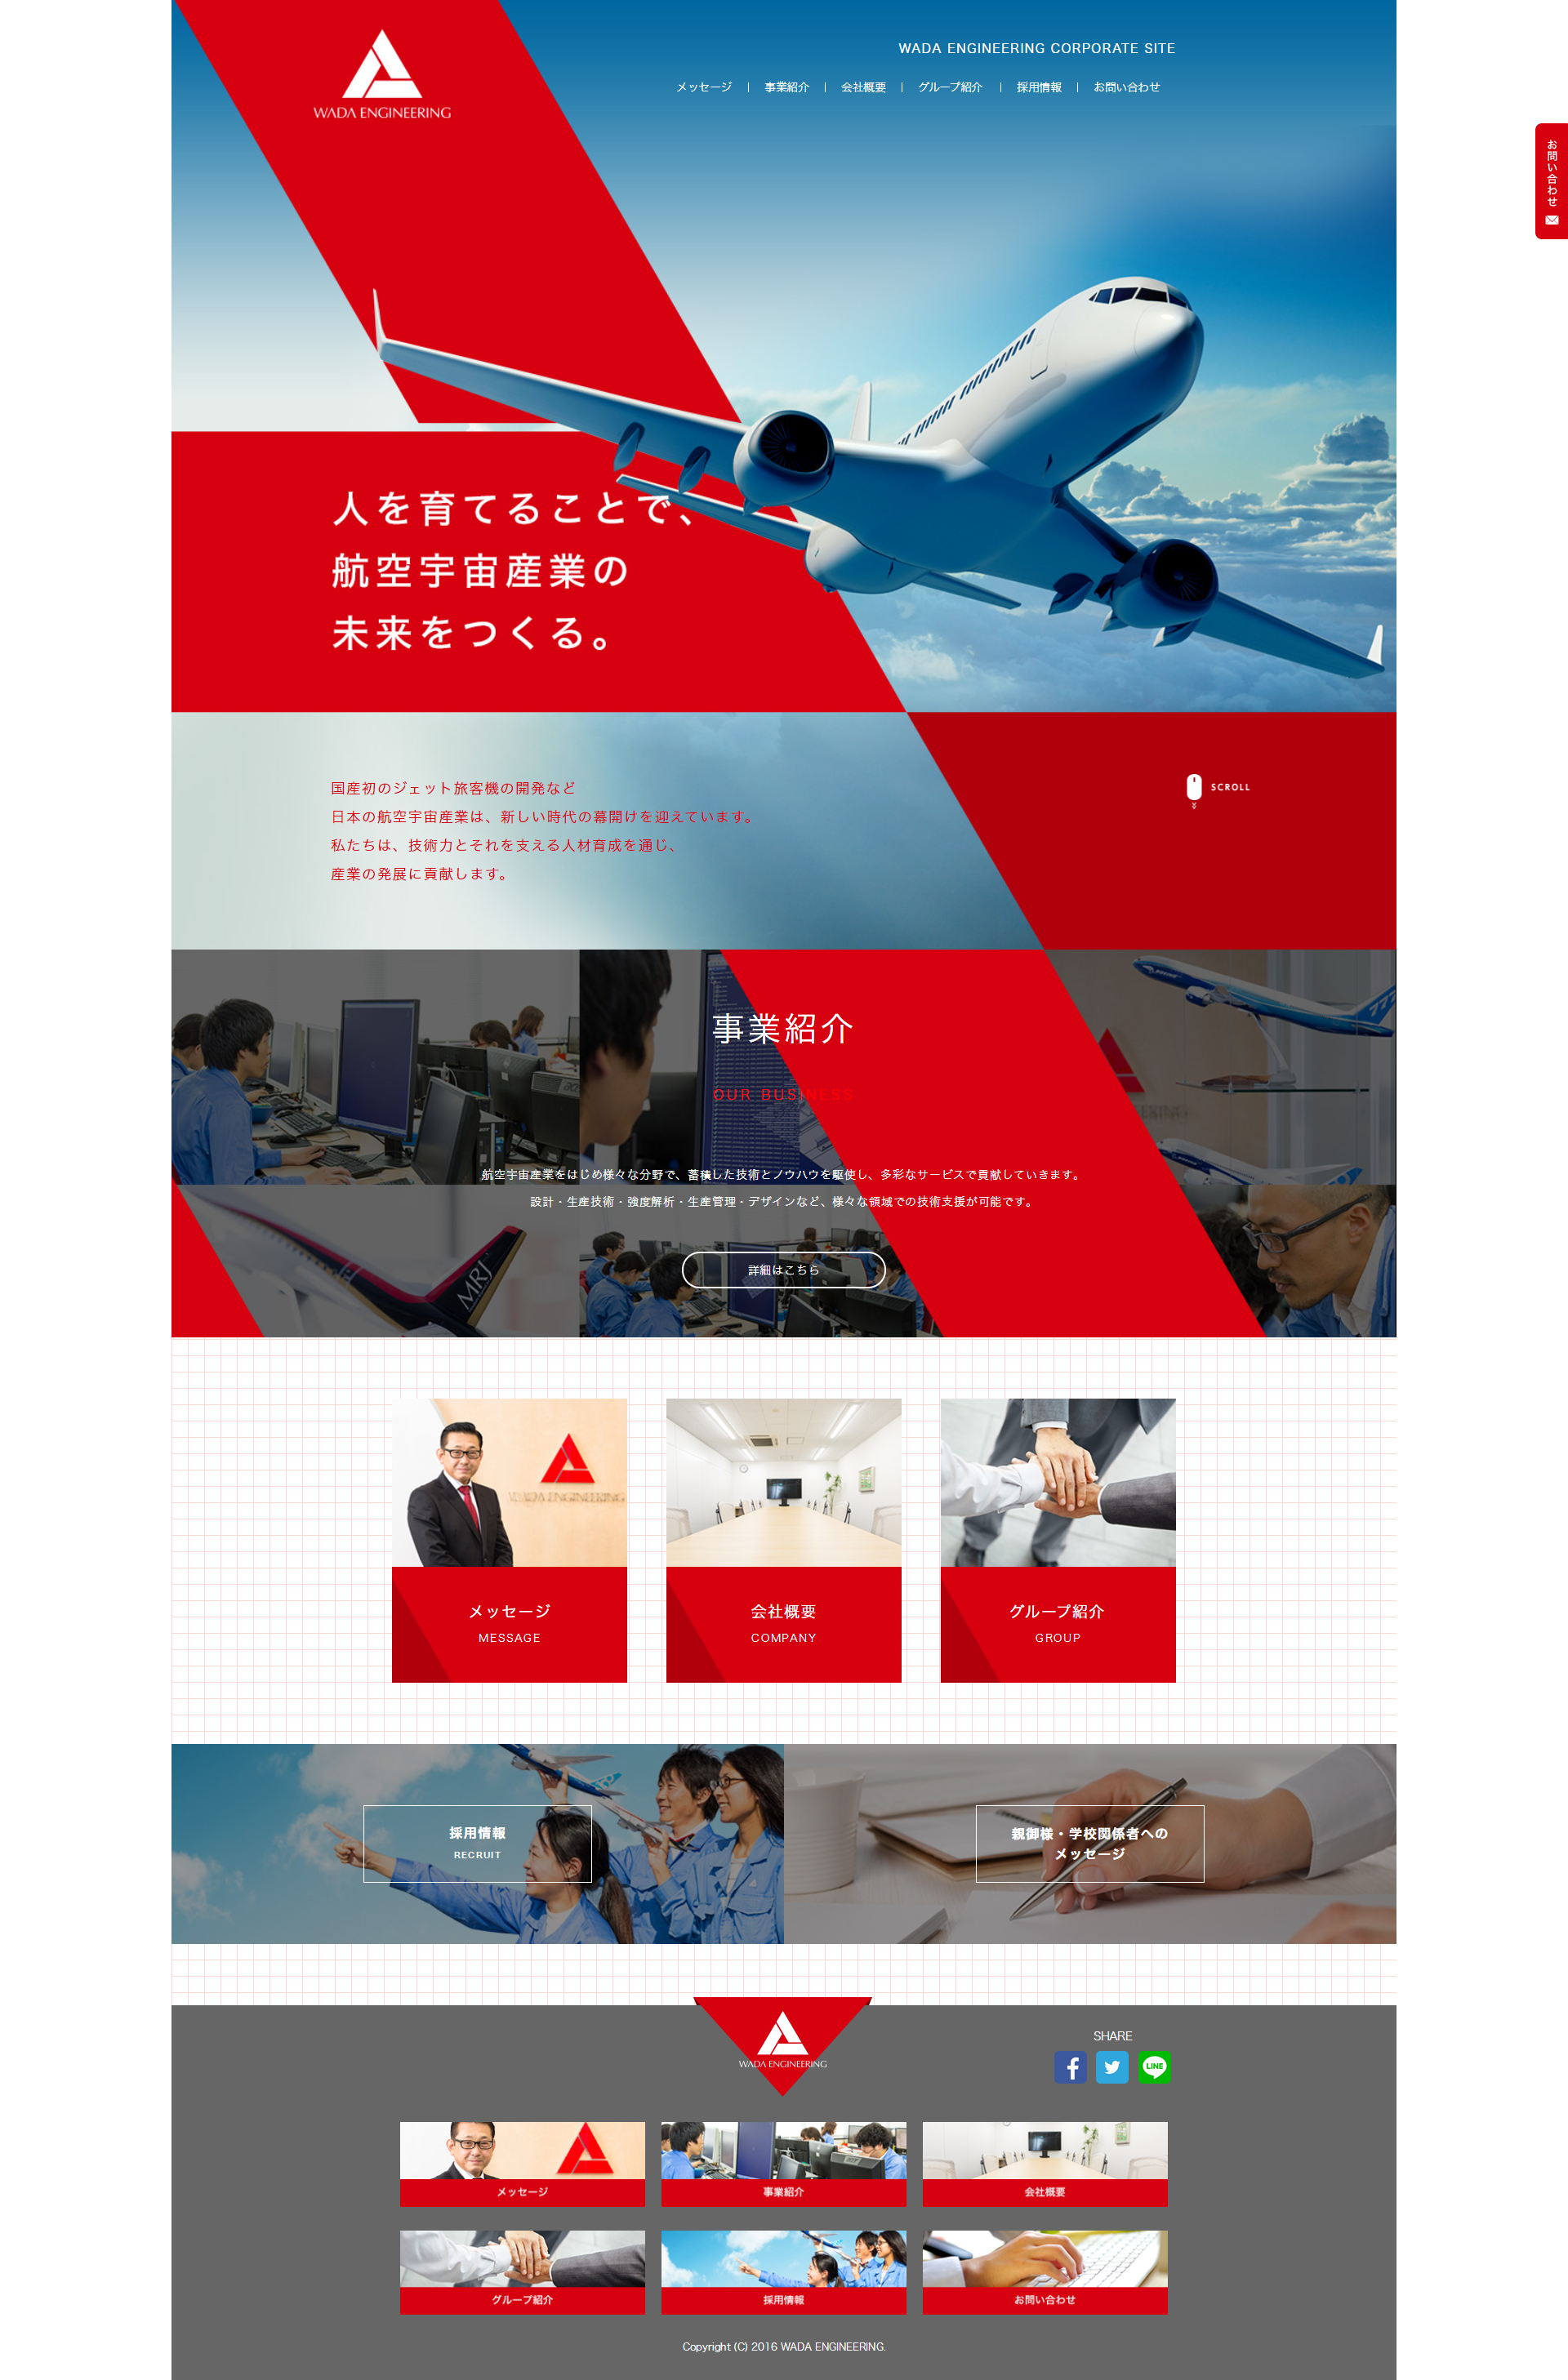 WADA ENGINEERING
WADA ENGINEERING CORPORATE SITE
メッセージ
事業紹介
会社概要
グループ紹介
採用情報
お問い合わせ
お問い合わせ
人を育てることで、
航空宇宙産業の
未来をつくる。
国産初のジェット旅客機の開発など
日本の航空宇宙産業は、新しい時代の幕開けを迎えています。
私たちは、技術力とそれを支える人材育成を通じ、
産業の発展に貢献します。
SCROLL
事業紹介
OUR BUSINESS
航空宇宙産業をはじめ様々な分野で、蓄積した技術とノウハウを駆使し、多彩なサービスで貢献していきます。
設計・生産技術・強度解析・生産管理・デザインなど、様々な領域での技術支援が可能です。
MRJ
詳細はこちら
WADA ENGINEERING
メッセージ
MESSAGE
会社概要
COMPANY
グループ紹介
GROUP
採用情報
RECRUIT
親御様・学校関係者への
メッセージ
WADA ENGINEERING
SHARE
LINE
メッセージ
事業紹介
会社概要
グループ紹介
採用情報
お問い合わせ
Copyright (C) 2016 WADA ENGINEERING.